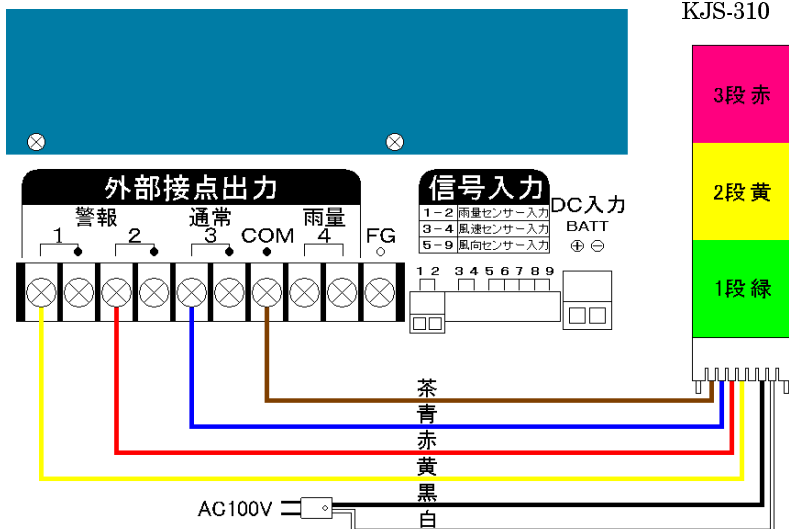 KJS-310
3段 赤
2段 黄
1段 緑
外部接点出力
警報 通常 雨量
1 2 3 COM 4 FG
信号入力
1-2 雨量センサー入力
3-4 風速センサー入力
5-9 風向センサー入力
DC入力
BATT
⊕ ⊖
1 2 3 4 5 6 7 8 9
茶
青
赤
黄
黒
白
AC100V